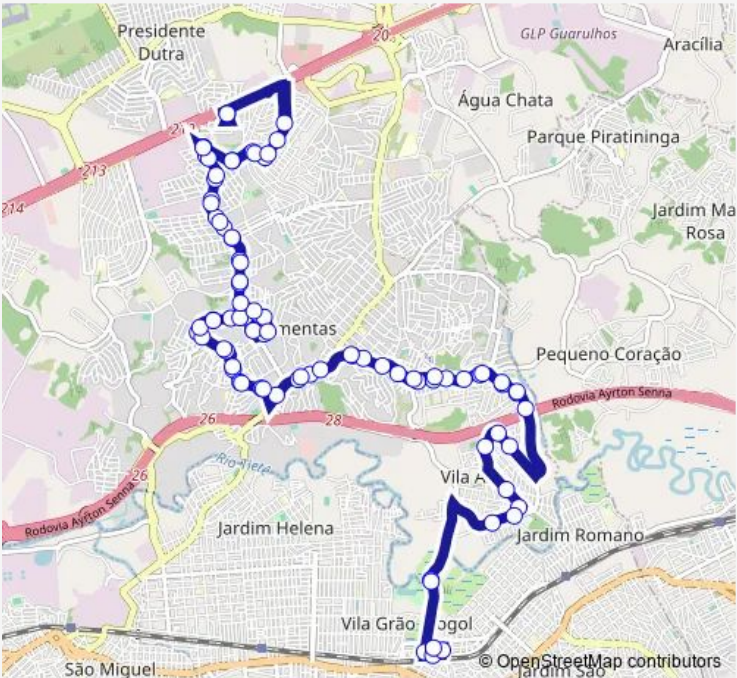 Presidente
Dutra
20
GLP Guarulhos
Aracília
Água Chata
Parque Piratininga
213
214
Jardim Ma
Rosa
mentas
Pequeno Coração
Rodovia Ayrton Senna
26
28
26
Rio Tietê
Rodovia Ayrton Senna
Vila A
Jardim Helena
Jardim Romano
Vila Grão
ogol
© OpenStreetMap contributors
São Miguel
Jardim São